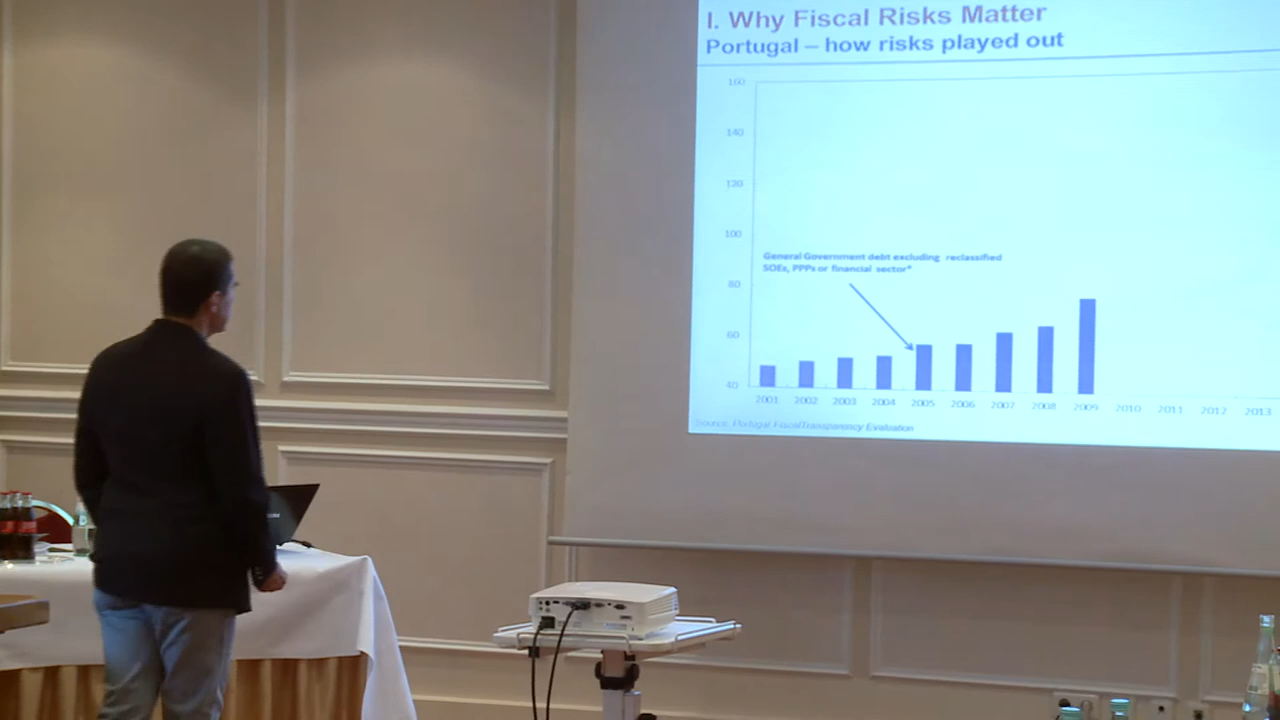 I. Why Fiscal Risks Matter
Portugal – how risks played out
160
140
120
100
General Government debt excluding reclassified
SOEs, PPPs or financial sector*
80
60
40
2001 2002 2003 2004 2005 2006 2007 2008 2009 2010 2011 2012 2013
Source: Portugal FiscalTransparency Evaluation